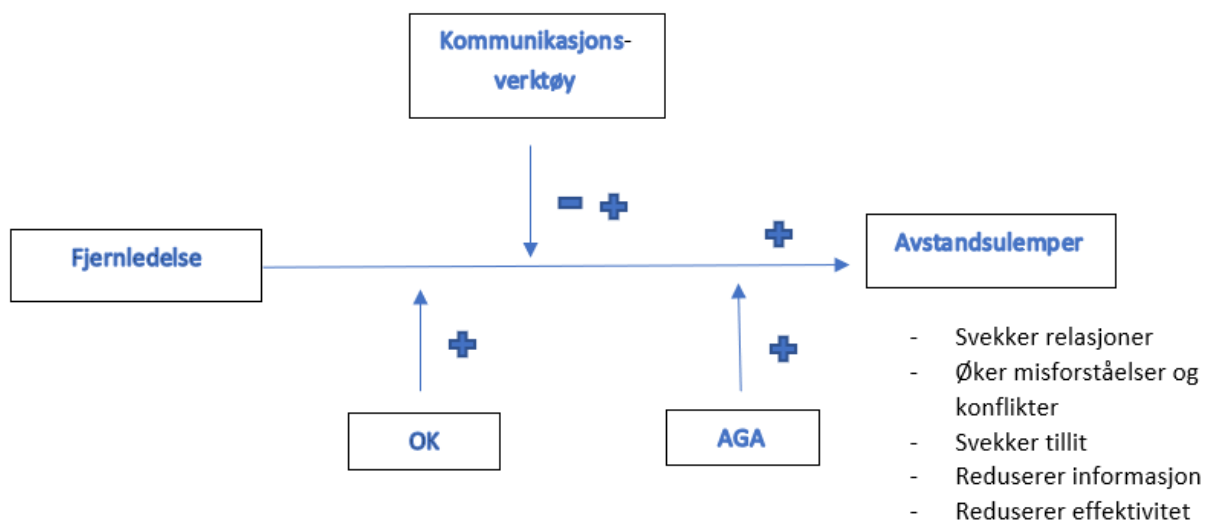 Kommunikasjons-
verktøy
Fjernledelse
Avstandsulemper
OK
AGA
- Svekker relasjoner
- Øker misforståelser og
konflikter
- Svekker tillit
- Reduserer informasjon
- Reduserer effektivitet